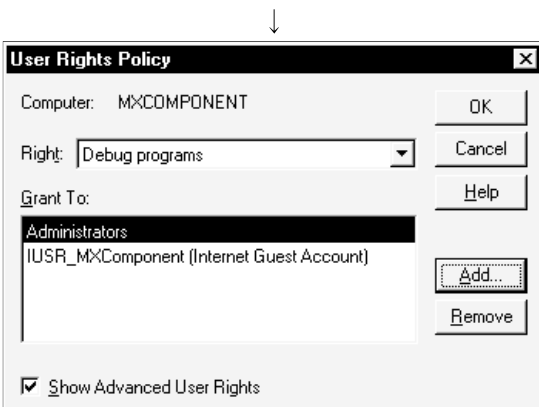 ↓
User Rights Policy
Computer: MXCOMPONENT
OK
Right: Debug programs
Cancel
Grant To:
Help
Administrators
IUSR_MXComponent (Internet Guest Account)
Add...
Remove
Show Advanced User Rights